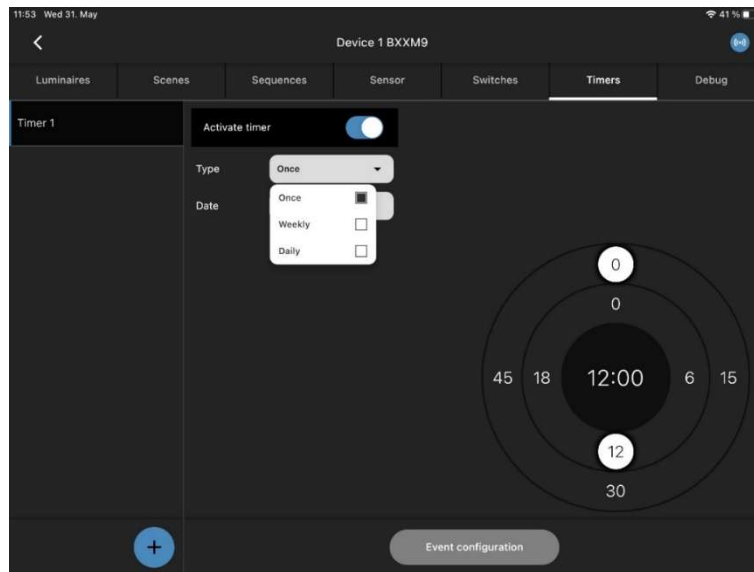 11:53 Wed 31. May
41 %
Device 1 BXXM9
Luminaires Scenes Sequences Sensor Switches Timers Debug
Timer 1
Activate timer
Type Once
Date
Once
Weekly
Daily
0
0
45 18 12:00 6 15
12
30
+
Event configuration